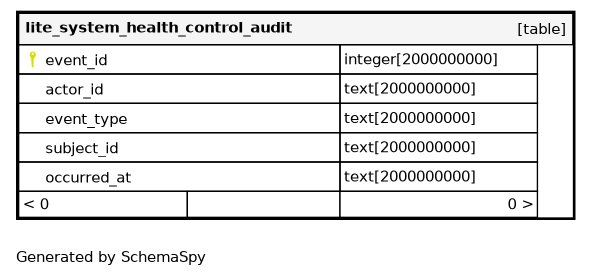 lite_system_health_control_audit [table]
event_id integer[2000000000]
actor_id text[2000000000]
event_type text[2000000000]
subject_id text[2000000000]
occurred_at text[2000000000]
< 0 0 >
Generated by SchemaSpy